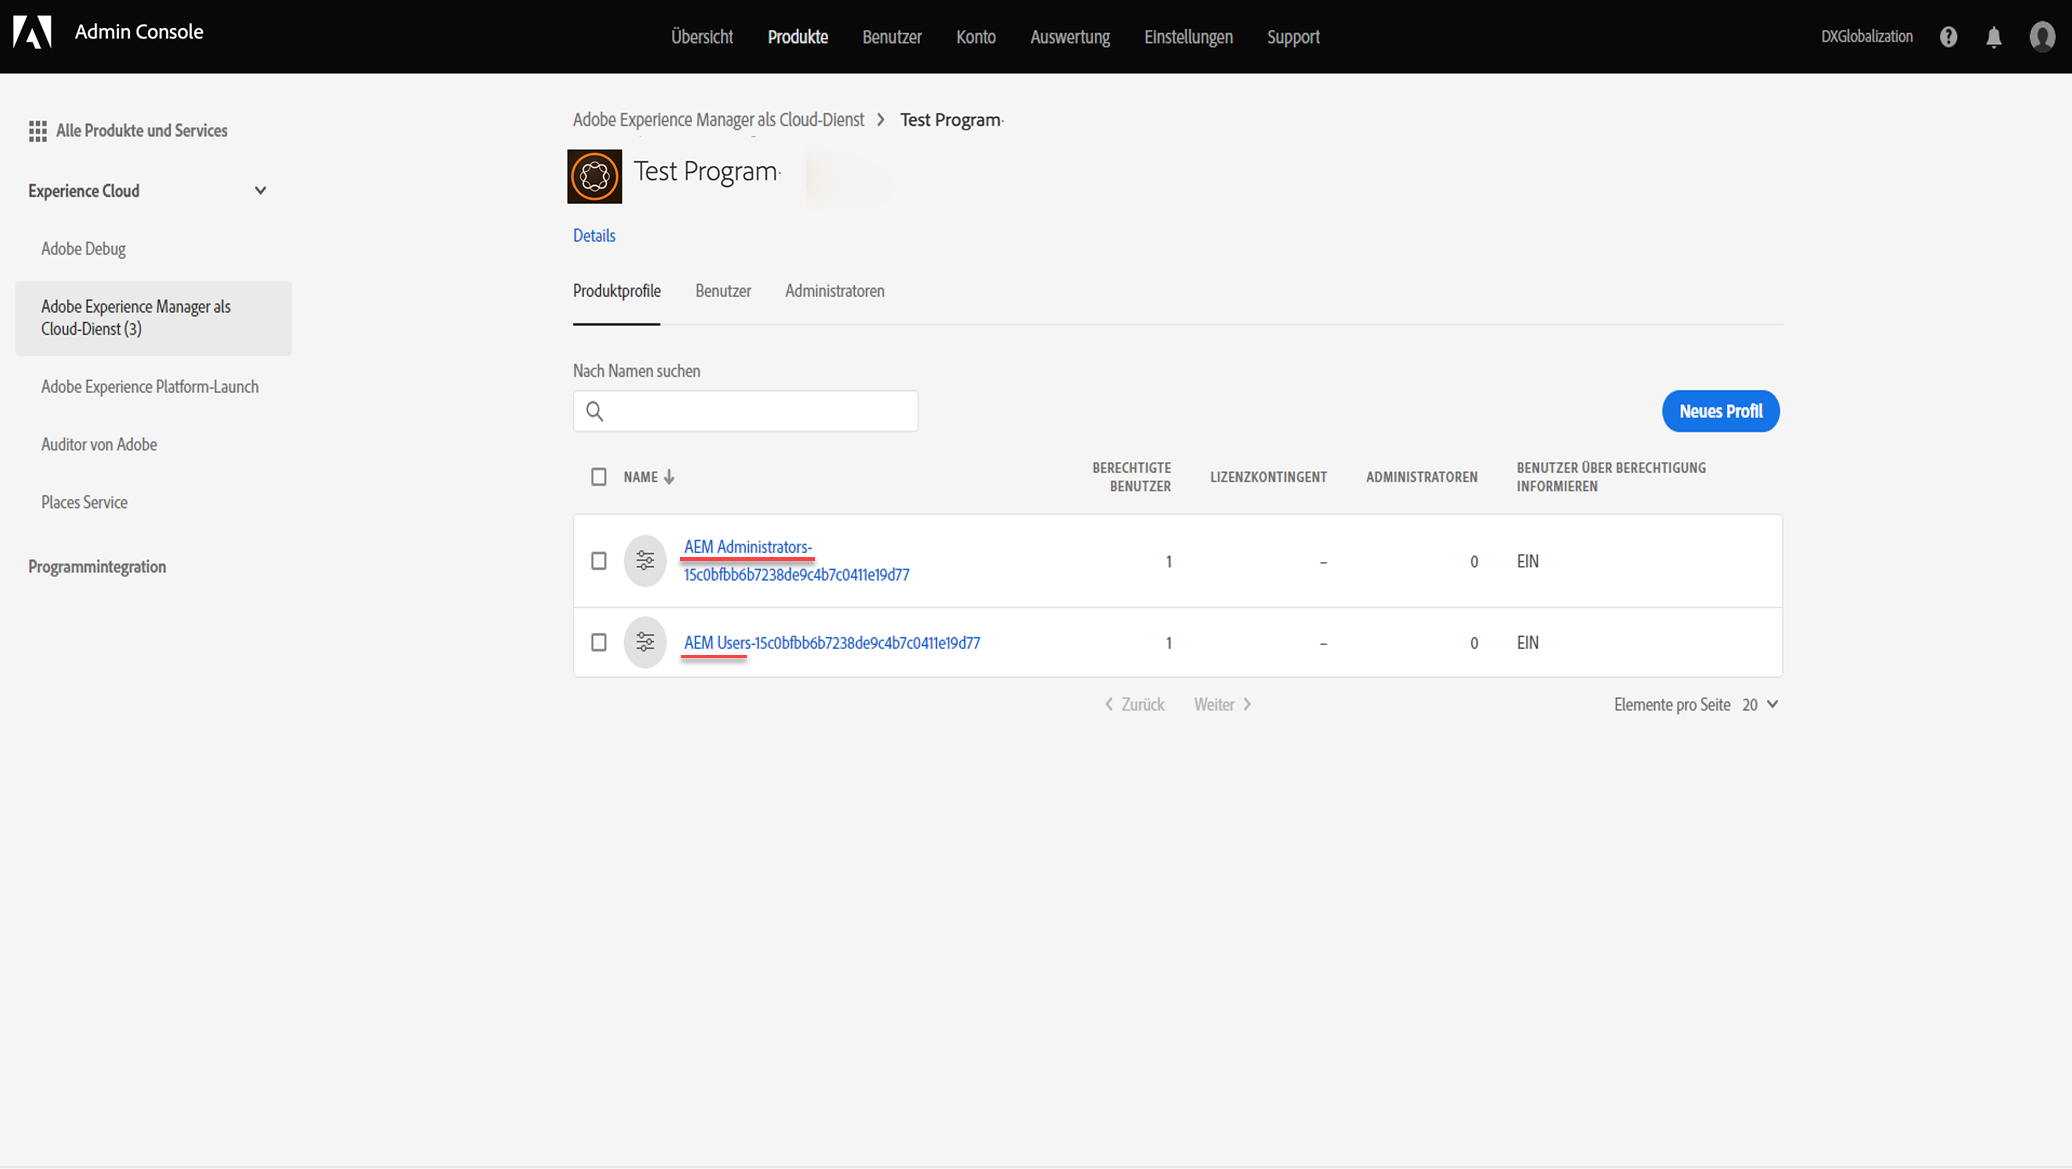 Admin Console
Übersicht Produkte Benutzer Konto Auswertung Einstellungen Support
DXGlobalization
Alle Produkte und Services
Experience Cloud
Adobe Debug
Adobe Experience Manager als
Cloud-Dienst (3)
Adobe Experience Platform-Launch
Auditor von Adobe
Places Service
Programmintegration
Adobe Experience Manager als Cloud-Dienst > Test Program
Test Program
Details
Produktprofile Benutzer Administratoren
Nach Namen suchen
Neues Profil
NAME BERECHTIGTE BENUTZER LIZENZKONTINGENT ADMINISTRATOREN BENUTZER ÜBER BERECHTIGUNG INFORMIEREN
AEM Administrators-
15c0bfbb6b7238de9c4b7c0411e19d77
1 – 0 EIN
AEM Users-15c0bfbb6b7238de9c4b7c0411e19d77 1 – 0 EIN
Zurück Weiter
Elemente pro Seite 20